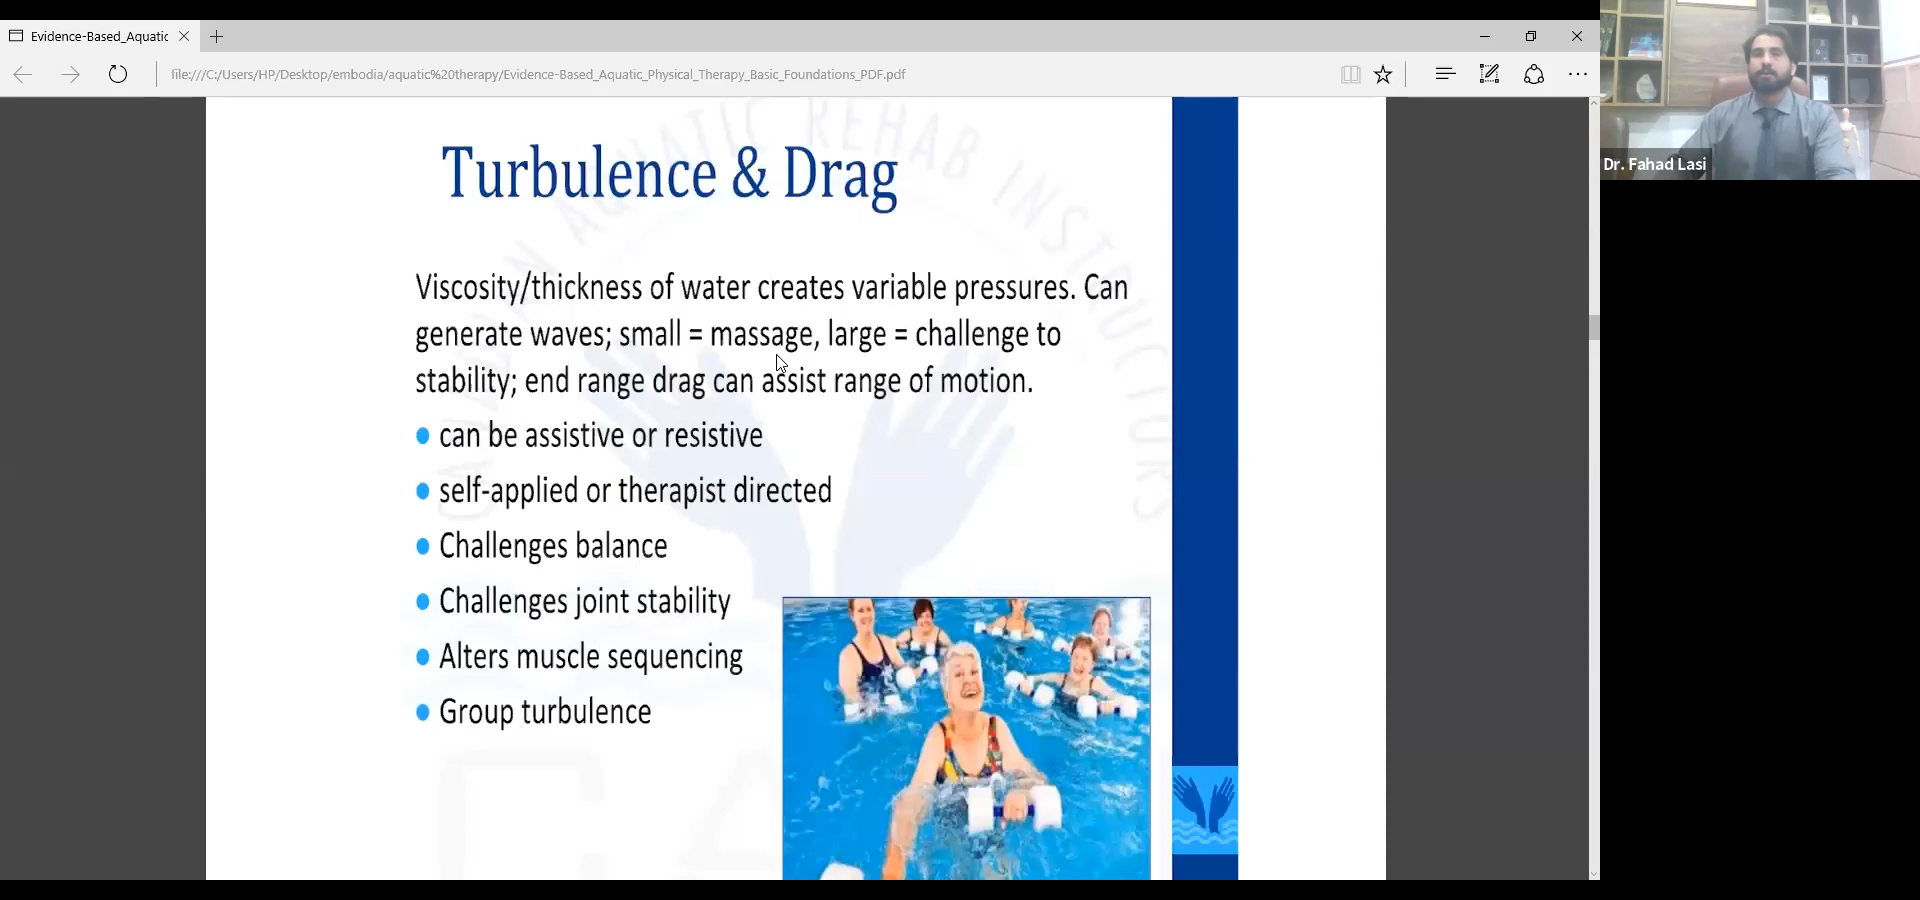 Evidence-Based_Aquatic
file:///C:/Users/HP/Desktop/embodia/aquatic%20therapy/Evidence-Based_Aquatic_Physical_Therapy_Basic_Foundations_PDF.pdf
Dr. Fahad Lasi
AQUATIC REHAB INSTRUCTORS
Turbulence & Drag
Viscosity/thickness of water creates variable pressures. Can
generate waves; small = massage, large = challenge to
stability; end range drag can assist range of motion.
can be assistive or resistive
self-applied or therapist directed
Challenges balance
Challenges joint stability
Alters muscle sequencing
Group turbulence